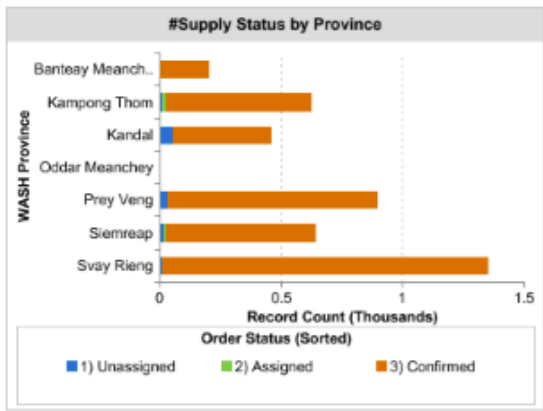 #Supply Status by Province
WASH Province
Banteay Meanch..
Kampong Thom
Kandal
Oddar Meanchey
Prey Veng
Siemreap
Svay Rieng
0 0.5 1 1.5
Record Count (Thousands)
Order Status (Sorted)
1) Unassigned 2) Assigned 3) Confirmed